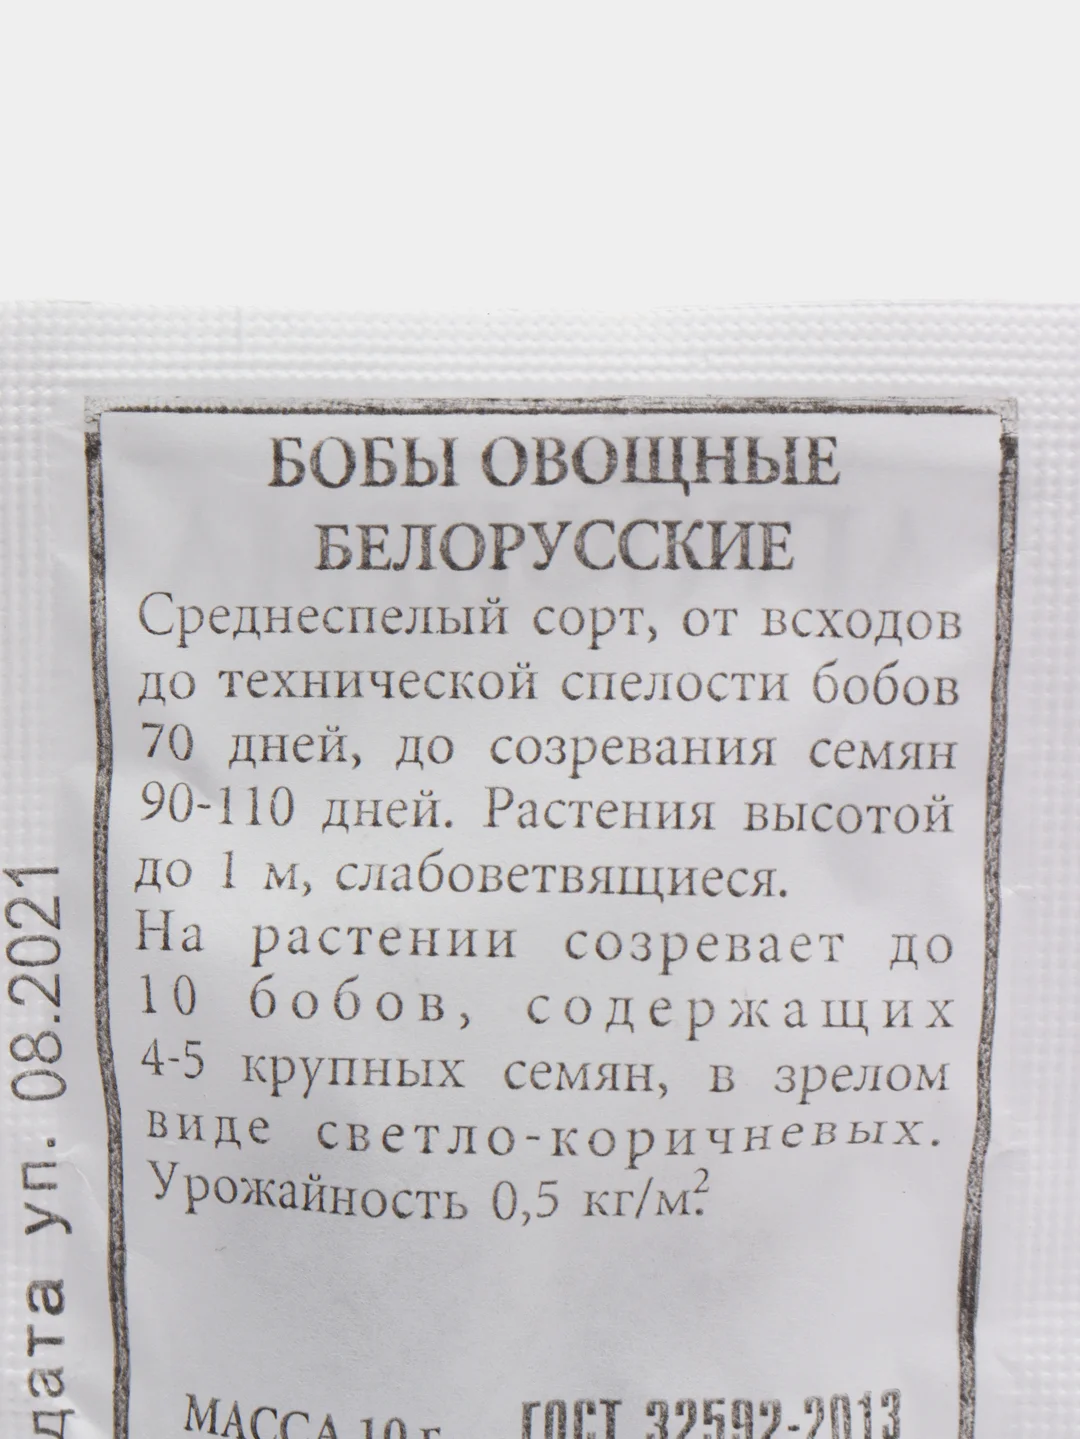 БОБЫ ОВОЩНЫЕ
БЕЛОРУССКИЕ
Среднеспелый сорт, от всходов
до технической спелости бобов
70 дней, до созревания семян
90-110 дней. Растения высотой
до 1 м, слабоветвящиеся.
На растении созревает до
10 бобов, содержащих
4-5 крупных семян, в зрелом
виде светло-коричневых.
Урожайность 0,5 кг/м².
МАССА 10 г
ГОСТ 32592-2013
дата уп. 08.2021